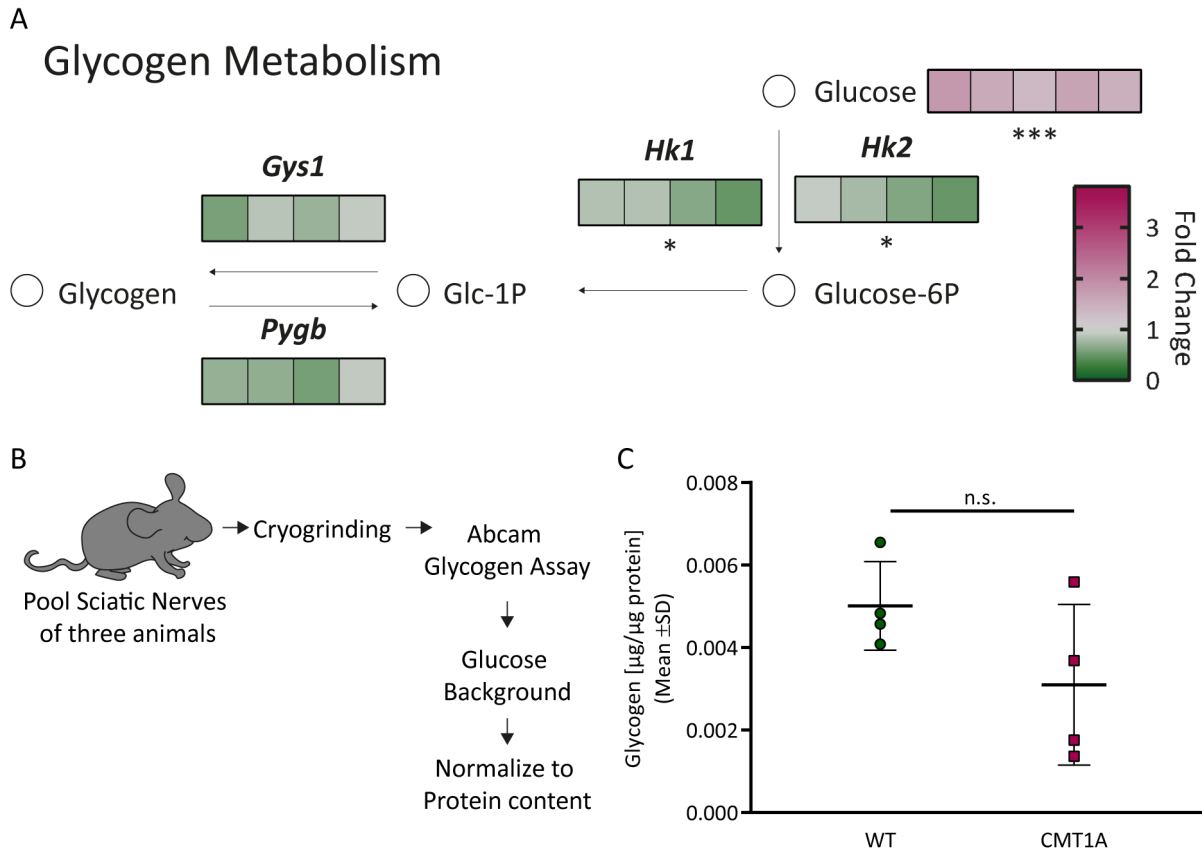 A
Glycogen Metabolism
Glucose
***
Gys1
Hk1
Hk2
*
*
Glycogen
Glc-1P
Glucose-6P
Pygb
3
2
1
0
Fold Change
B
Pool Sciatic Nerves
of three animals
Cryogrinding
Abcam
Glycogen Assay
Glucose
Background
Normalize to
Protein content
C
Glycogen [µg/µg protein]
(Mean ±SD)
0.008
0.006
0.004
0.002
0.000
n.s.
WT
CMT1A